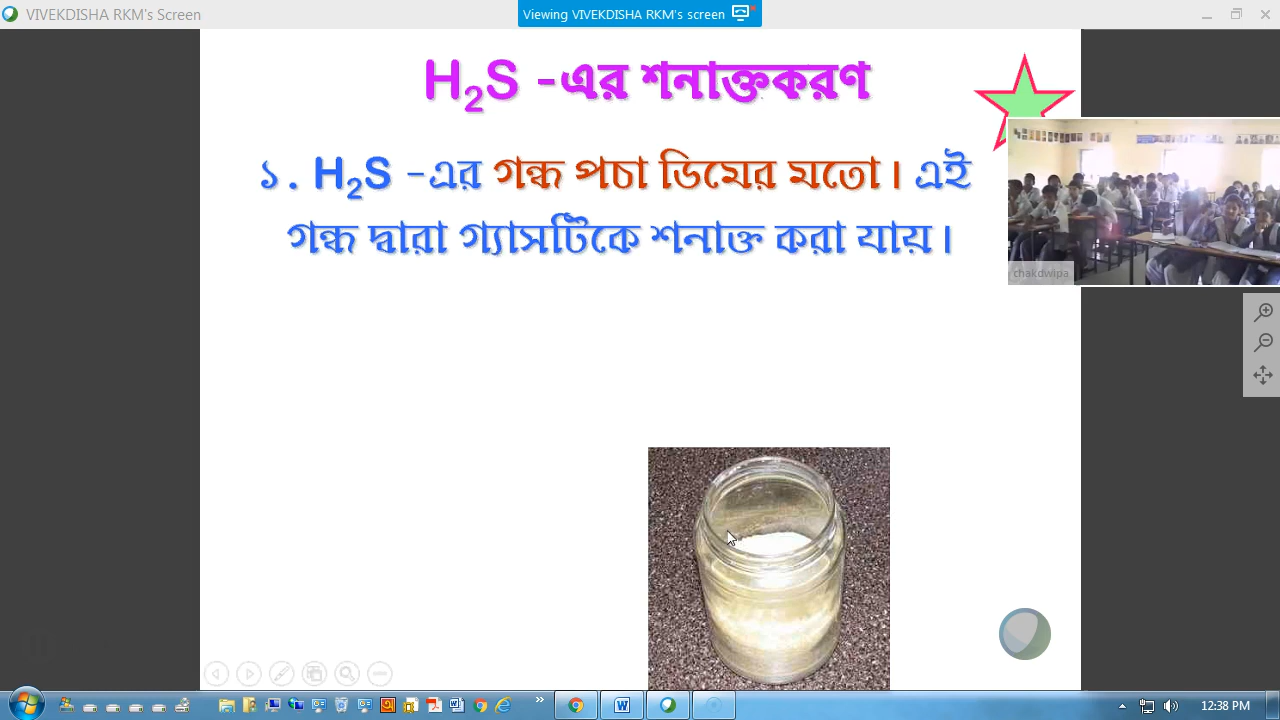 VIVEKDISHA RKM's Screen
Viewing VIVEKDISHA RKM's screen
H₂S -এর শনাক্তকরণ
১. H₂S -এর গন্ধ পচা ডিমের মতো। এই
গন্ধ দ্বারা গ্যাসটিকে শনাক্ত করা যায়।
chakdwipa
12:38 PM